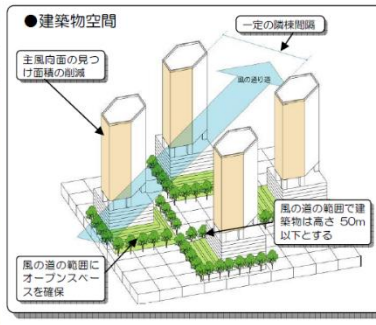 ●建築物空間
一定の隣棟間隔
主風向面の見つ
け面積の削減
風の通り道
風の道の範囲で建
築物は高さ 50m
以下とする
風の道の範囲に
オープンスペー
スを確保